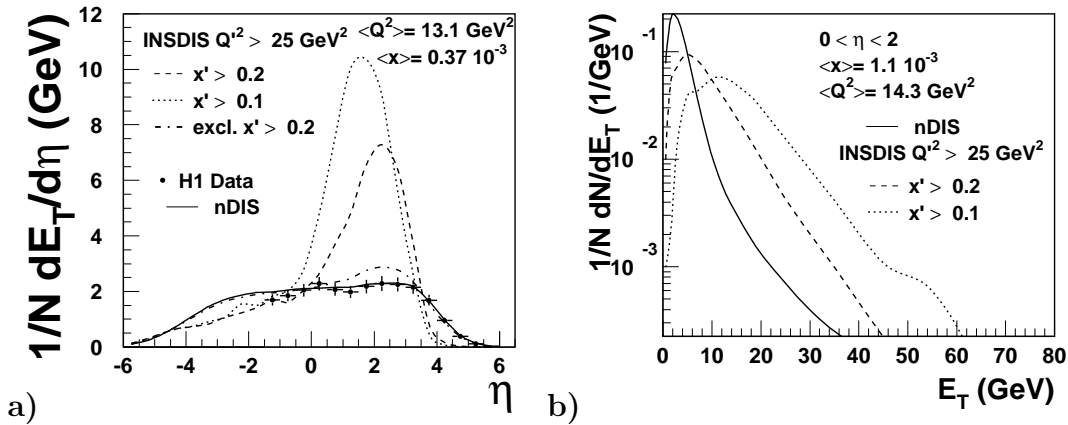 1/N dE_T/dη (GeV)
12
10
8
6
4
2
0
-6 -4 -2 0 2 4 6
η
INSDIS Q'² > 25 GeV²
<Q²>= 13.1 GeV²
<x>= 0.37 10⁻³
x' > 0.2
x' > 0.1
excl. x' > 0.2
H1 Data
nDIS
a)
1/N dN/dE_T (1/GeV)
10⁻¹
10⁻²
10⁻³
0 10 20 30 40 50 60 70 80
E_T (GeV)
0 < η < 2
<x>= 1.1 10⁻³
<Q²>= 14.3 GeV²
nDIS
INSDIS Q'² > 25 GeV²
x' > 0.2
x' > 0.1
b)